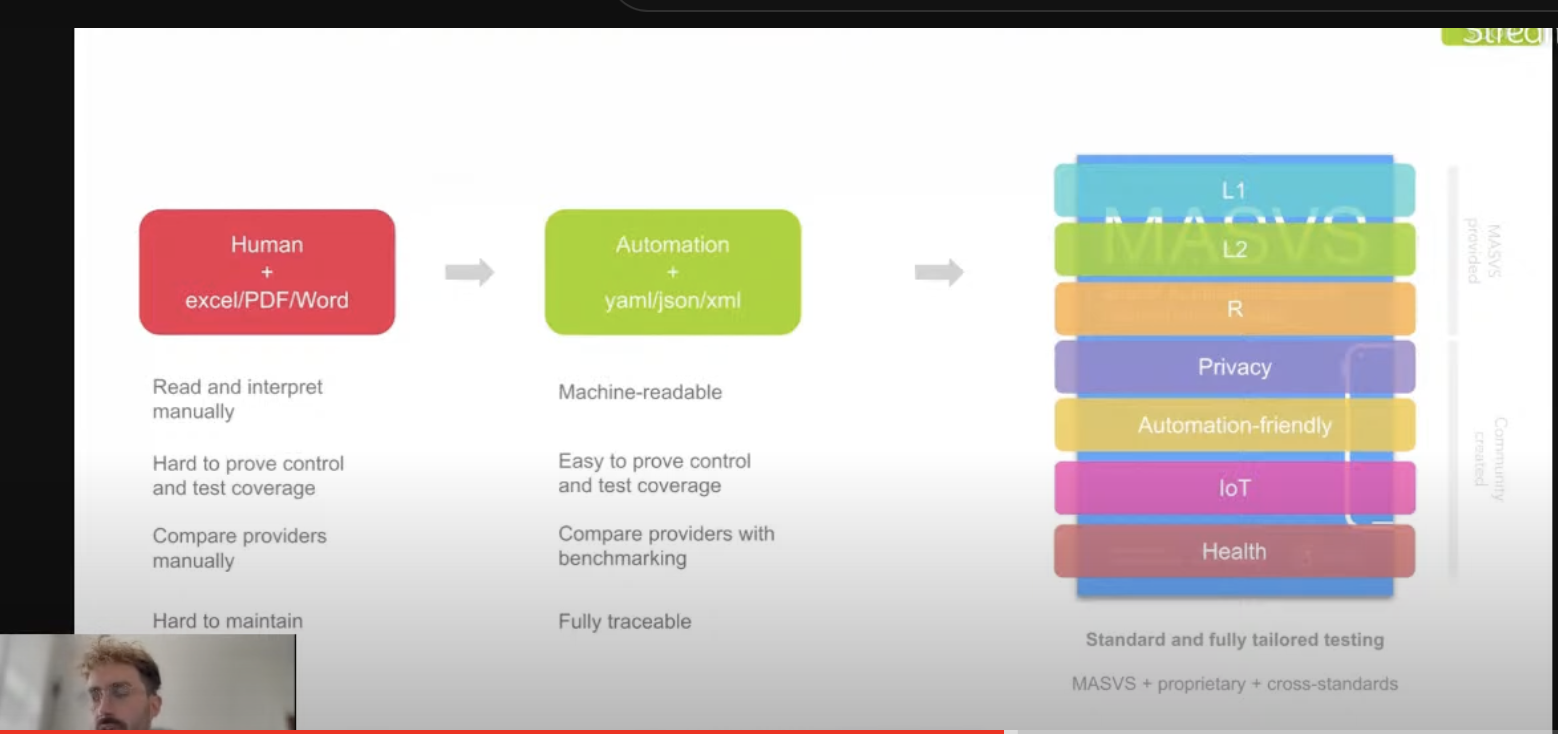 Human
+
excel/PDF/Word
Read and interpret
manually
Hard to prove control
and test coverage
Compare providers
manually
Hard to maintain
Automation
+
yaml/json/xml
Machine-readable
Easy to prove control
and test coverage
Compare providers with
benchmarking
Fully traceable
MASVS
L1
L2
R
Privacy
Automation-friendly
IoT
Health
MASVS
provided
Community
created
Standard and fully tailored testing
MASVS + proprietary + cross-standards